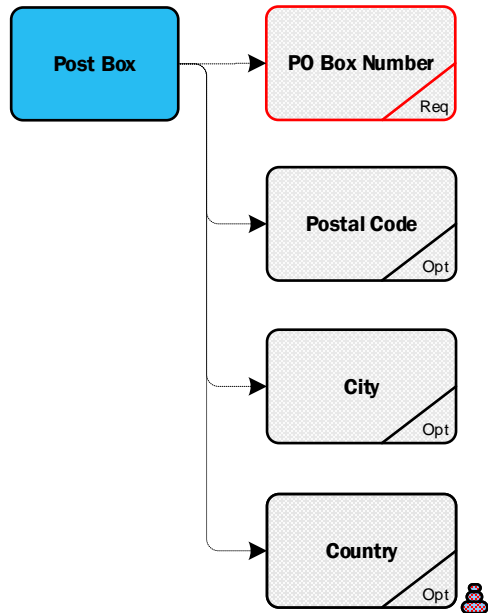 Post Box
PO Box Number
Req
Postal Code
Opt
City
Opt
Country
Opt